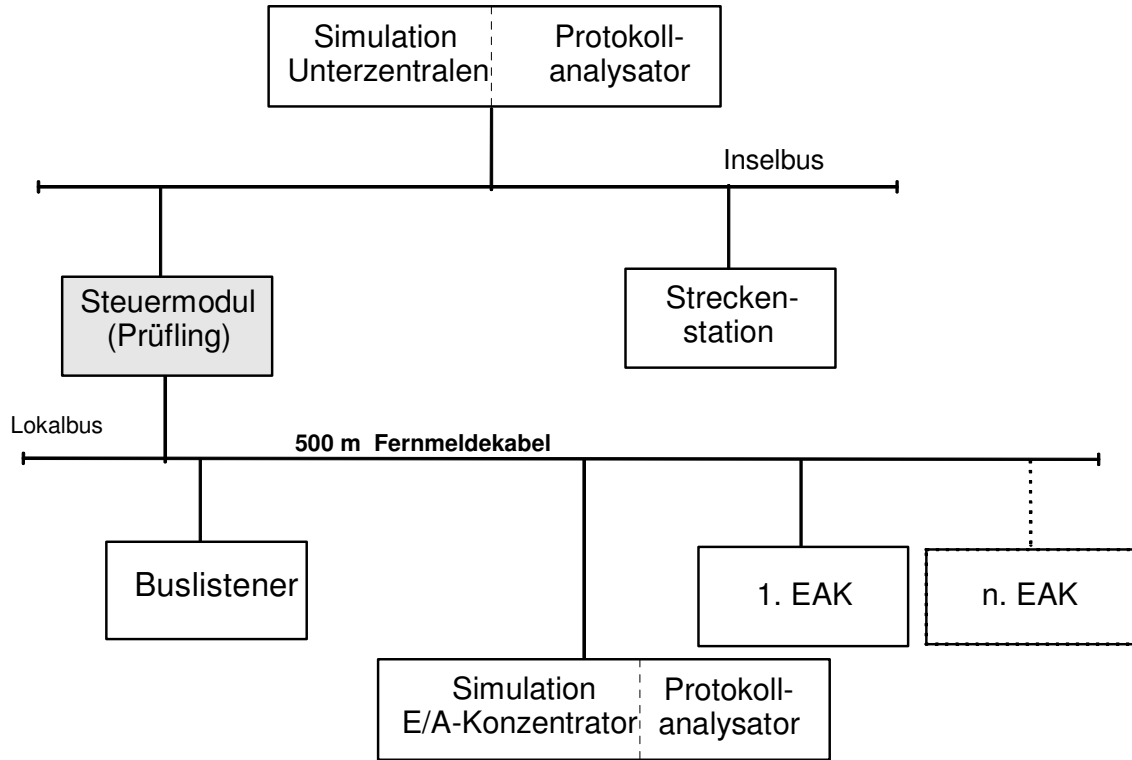 Simulation
Unterzentralen
Protokoll-
analysator
Inselbus
Steuermodul
(Prüfling)
Strecken-
station
Lokalbus
500 m  Fernmeldekabel
Buslistener
1. EAK
n. EAK
Simulation
E/A-Konzentrator
Protokoll-
analysator